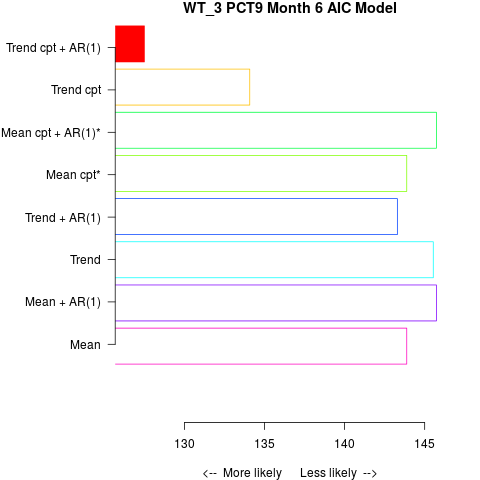 WT_3 PCT9 Month 6 AIC Model
Trend cpt + AR(1)
Trend cpt
Mean cpt + AR(1)*
Mean cpt*
Trend + AR(1)
Trend
Mean + AR(1)
Mean
130 135 140 145
<-- More likely Less likely -->